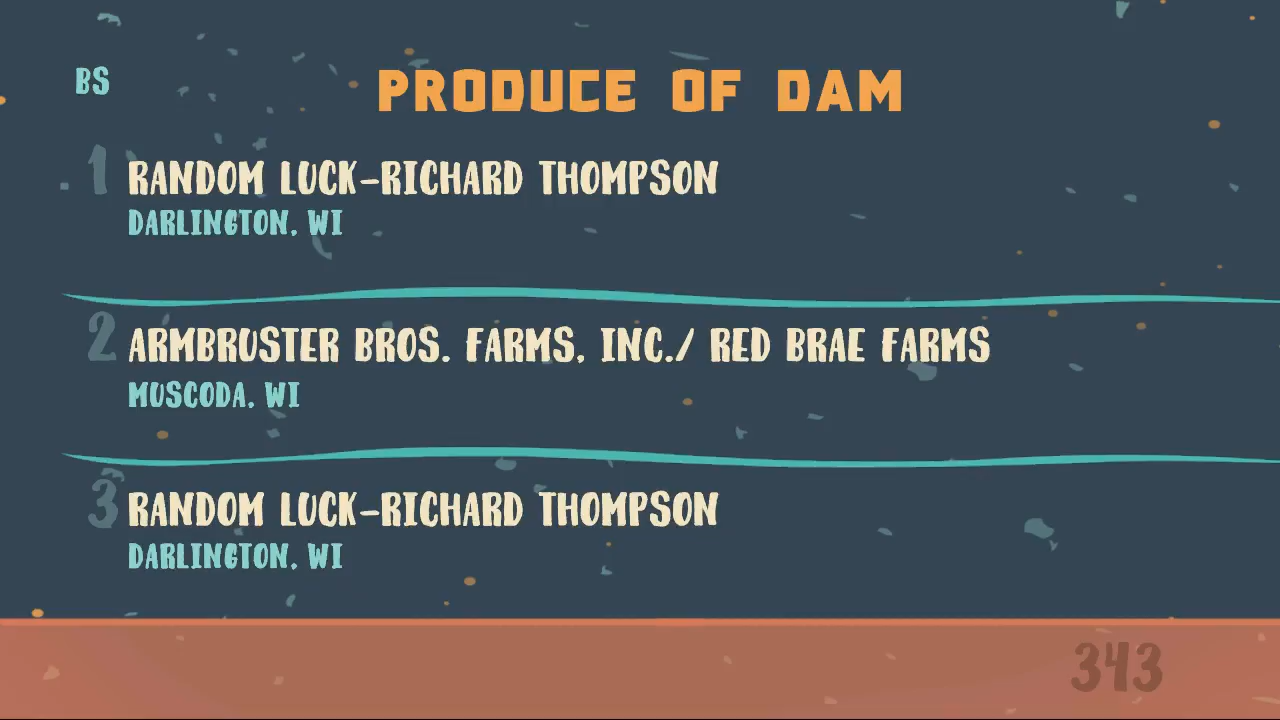 BS
PRODUCE OF DAM
1 RANDOM LUCK-RICHARD THOMPSON
DARLINGTON, WI
2 ARMBRUSTER BROS. FARMS, INC./ RED BRAE FARMS
MUSCODA, WI
3 RANDOM LUCK-RICHARD THOMPSON
DARLINGTON, WI
343